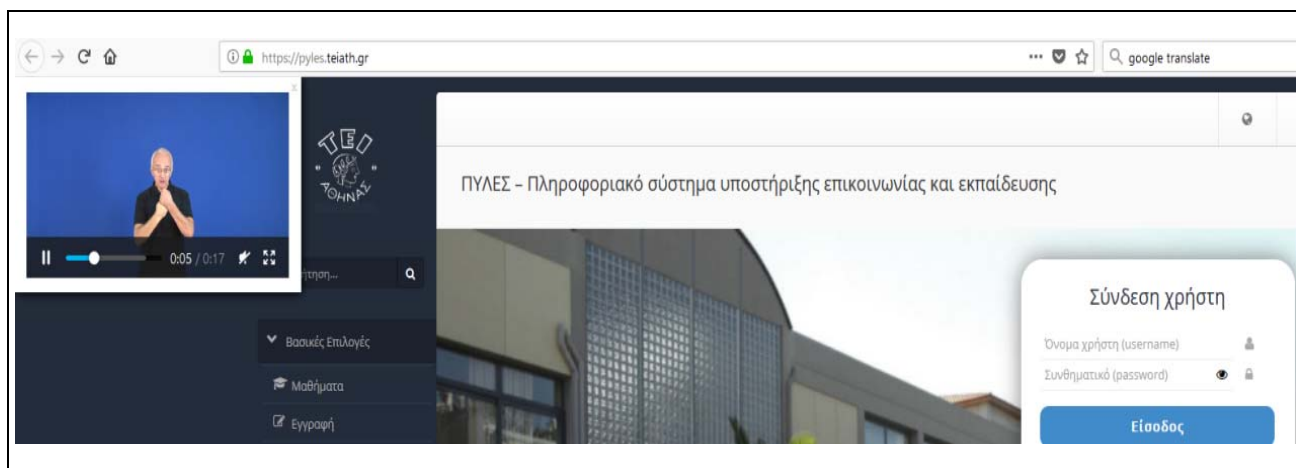 https://pyles.teiath.gr
google translate
x
ΤΕΙ
ΑΘΗΝΑΣ
0:05 / 0:17
ΠΥΛΕΣ – Πληροφοριακό σύστημα υποστήριξης επικοινωνίας και εκπαίδευσης
Βασικές Επιλογές
Μαθήματα
Εγγραφή
Σύνδεση χρήστη
Όνομα χρήστη (username)
Συνθηματικό (password)
Είσοδος